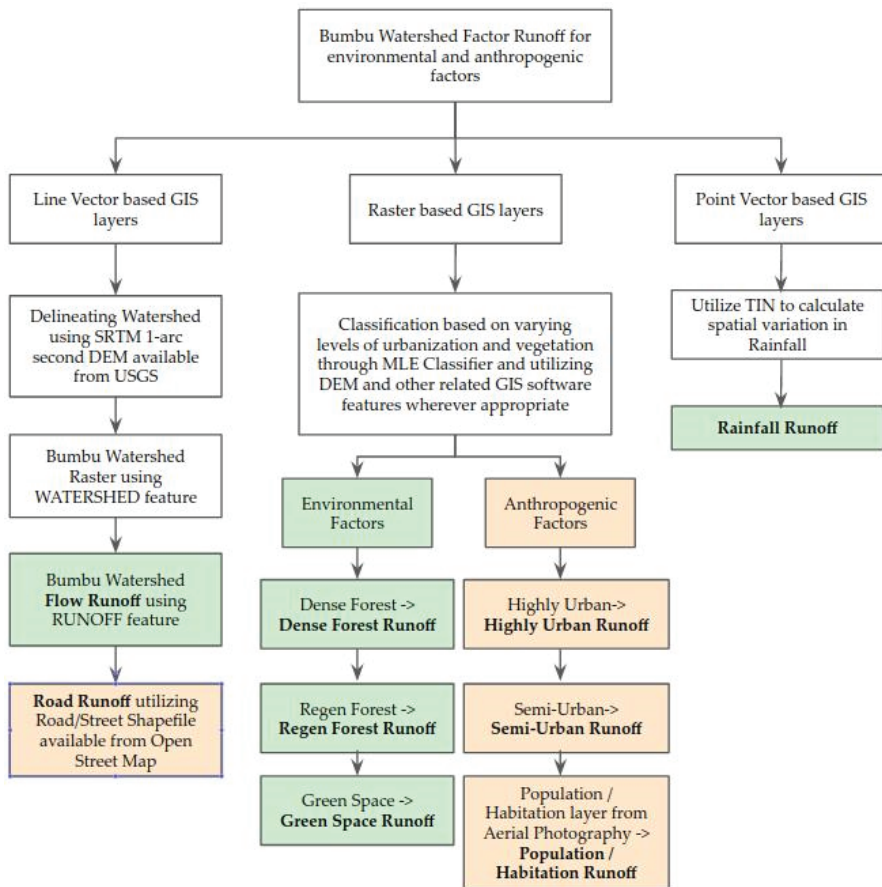 Bumbu Watershed Factor Runoff for
environmental and anthropogenic
factors
Line Vector based GIS
layers
Raster based GIS layers
Point Vector based GIS
layers
Delineating Watershed
using SRTM 1-arc
second DEM available
from USGS
Classification based on varying
levels of urbanization and vegetation
through MLE Classifier and utilizing
DEM and other related GIS software
features wherever appropriate
Utilize TIN to calculate
spatial variation in
Rainfall
Rainfall Runoff
Bumbu Watershed
Raster using
WATERSHED feature
Environmental
Factors
Anthropogenic
Factors
Bumbu Watershed
Flow Runoff using
RUNOFF feature
Dense Forest ->
Dense Forest Runoff
Highly Urban->
Highly Urban Runoff
Road Runoff utilizing
Road/Street Shapefile
available from Open
Street Map
Regen Forest ->
Regen Forest Runoff
Semi-Urban->
Semi-Urban Runoff
Green Space ->
Green Space Runoff
Population /
Habitation layer from
Aerial Photography ->
Population /
Habitation Runoff